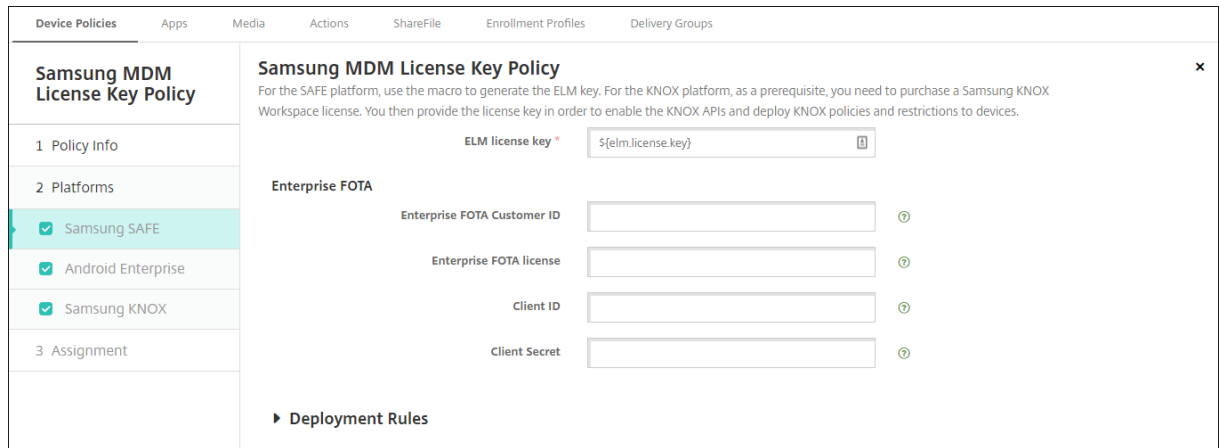 Device Policies Apps Media Actions ShareFile Enrollment Profiles Delivery Groups
Samsung MDM
License Key Policy
1 Policy Info
2 Platforms
Samsung SAFE
Android Enterprise
Samsung KNOX
3 Assignment
Samsung MDM License Key Policy
For the SAFE platform, use the macro to generate the ELM key. For the KNOX platform, as a prerequisite, you need to purchase a Samsung KNOX
Workspace license. You then provide the license key in order to enable the KNOX APIs and deploy KNOX policies and restrictions to devices.
ELM license key * ${elm.license.key}
Enterprise FOTA
Enterprise FOTA Customer ID
Enterprise FOTA license
Client ID
Client Secret
Deployment Rules